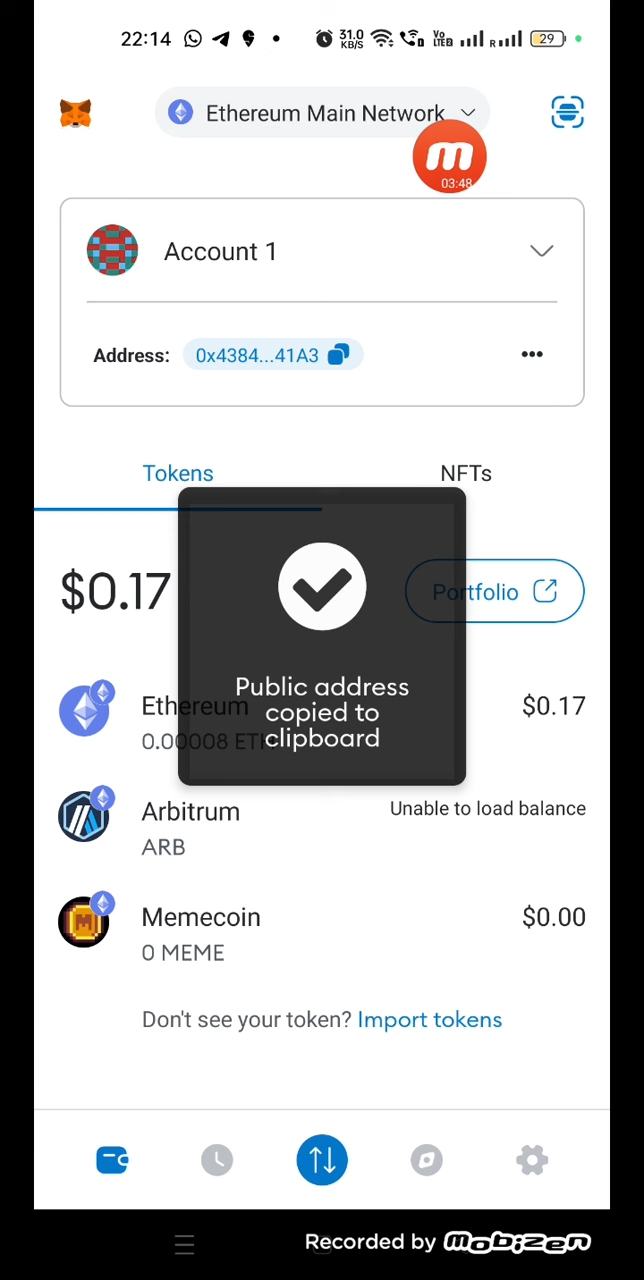 22:14
31.0
KB/S
Vo
LTE2
R
29
Ethereum Main Network
m
03:48
Account 1
Address: 0x4384...41A3
Tokens
NFTs
$0.17
Portfolio
Public address
copied to
clipboard
Ethereum
$0.17
0.00008 ETH
Arbitrum
Unable to load balance
ARB
Memecoin
$0.00
0 MEME
Don't see your token? Import tokens
Recorded by mobizen